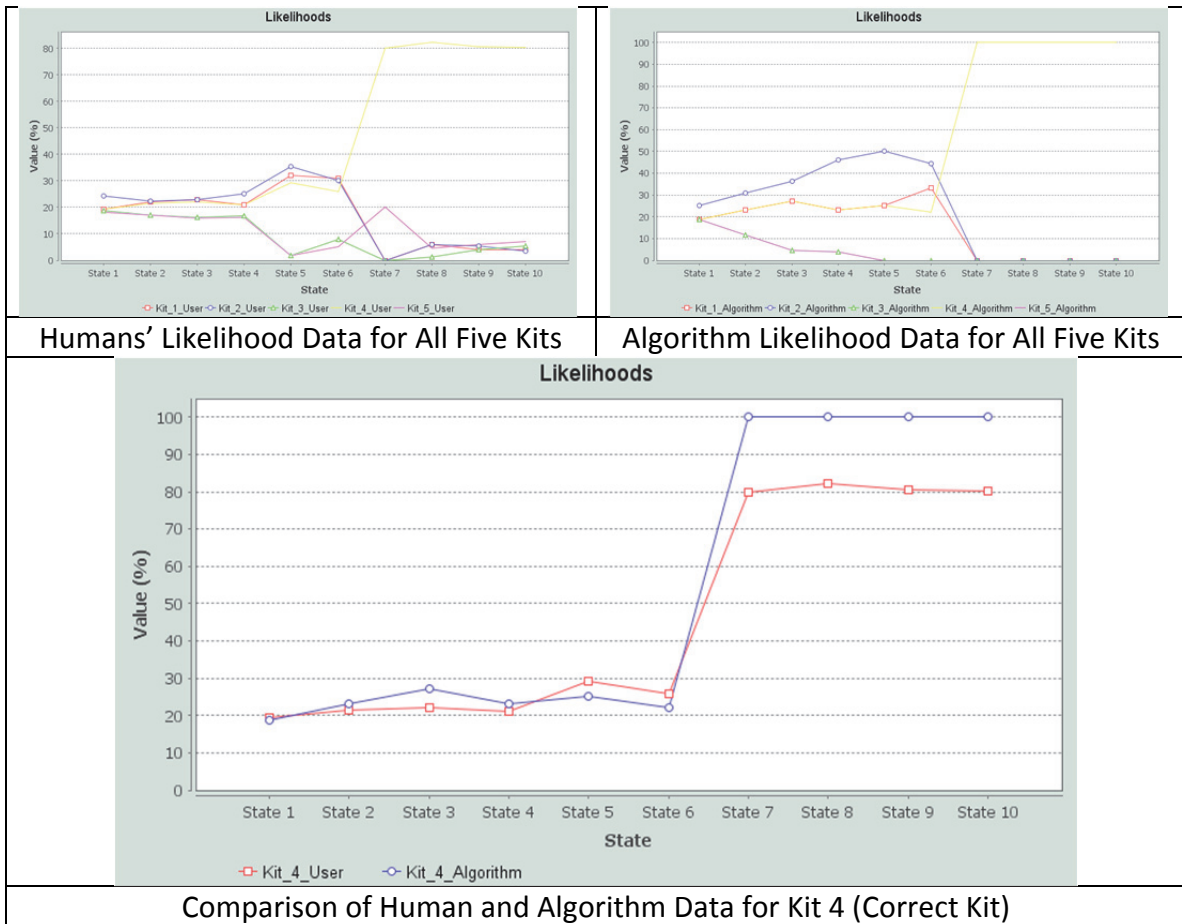 Likelihoods
Value (%)
80
70
60
50
40
30
20
10
0
State 1 State 2 State 3 State 4 State 5 State 6 State 7 State 8 State 9 State 10
State
Kit_1_User Kit_2_User Kit_3_User Kit_4_User Kit_5_User
Humans’ Likelihood Data for All Five Kits
Likelihoods
Value (%)
100
90
80
70
60
50
40
30
20
10
0
State 1 State 2 State 3 State 4 State 5 State 6 State 7 State 8 State 9 State 10
State
Kit_1_Algorithm Kit_2_Algorithm Kit_3_Algorithm Kit_4_Algorithm Kit_5_Algorithm
Algorithm Likelihood Data for All Five Kits
Likelihoods
Value (%)
100
90
80
70
60
50
40
30
20
10
0
State 1 State 2 State 3 State 4 State 5 State 6 State 7 State 8 State 9 State 10
State
Kit_4_User Kit_4_Algorithm
Comparison of Human and Algorithm Data for Kit 4 (Correct Kit)